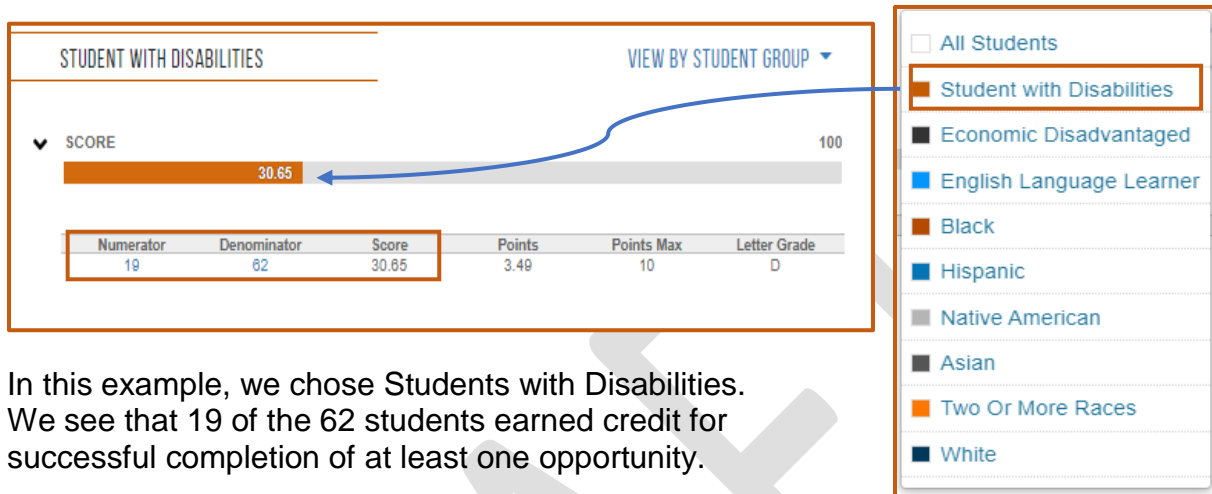 STUDENT WITH DISABILITIES
VIEW BY STUDENT GROUP
SCORE 100
30.65
Numerator Denominator Score Points Points Max Letter Grade
19 62 30.65 3.49 10 D
In this example, we chose Students with Disabilities.
We see that 19 of the 62 students earned credit for
successful completion of at least one opportunity.
All Students
Student with Disabilities
Economic Disadvantaged
English Language Learner
Black
Hispanic
Native American
Asian
Two Or More Races
White